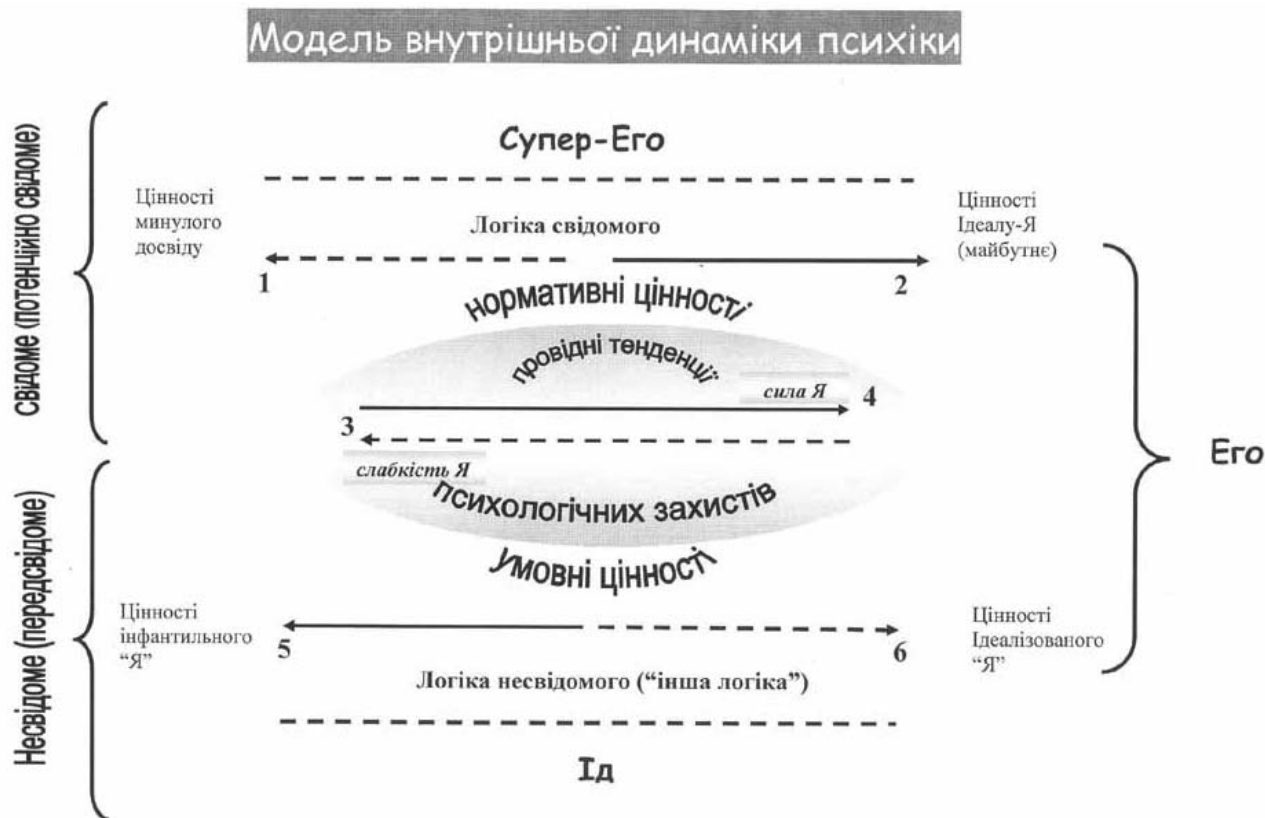 Модель внутрішньої динаміки психіки
свідоме (потенційно свідоме)
Супер-Его
Цінності
минулого
досвіду
Логіка свідомого
Цінності
Ідеалу-Я
(майбутнє)
1
2
нормативні цінності
провідні тенденції
сила Я
4
3
слабкість Я
Его
психологічних захистів
Умовні цінності
Несвідоме (передсвідоме)
Цінності
інфантильного
“Я”
5
6
Цінності
Ідеалізованого
“Я”
Логіка несвідомого (“інша логіка”)
Ід